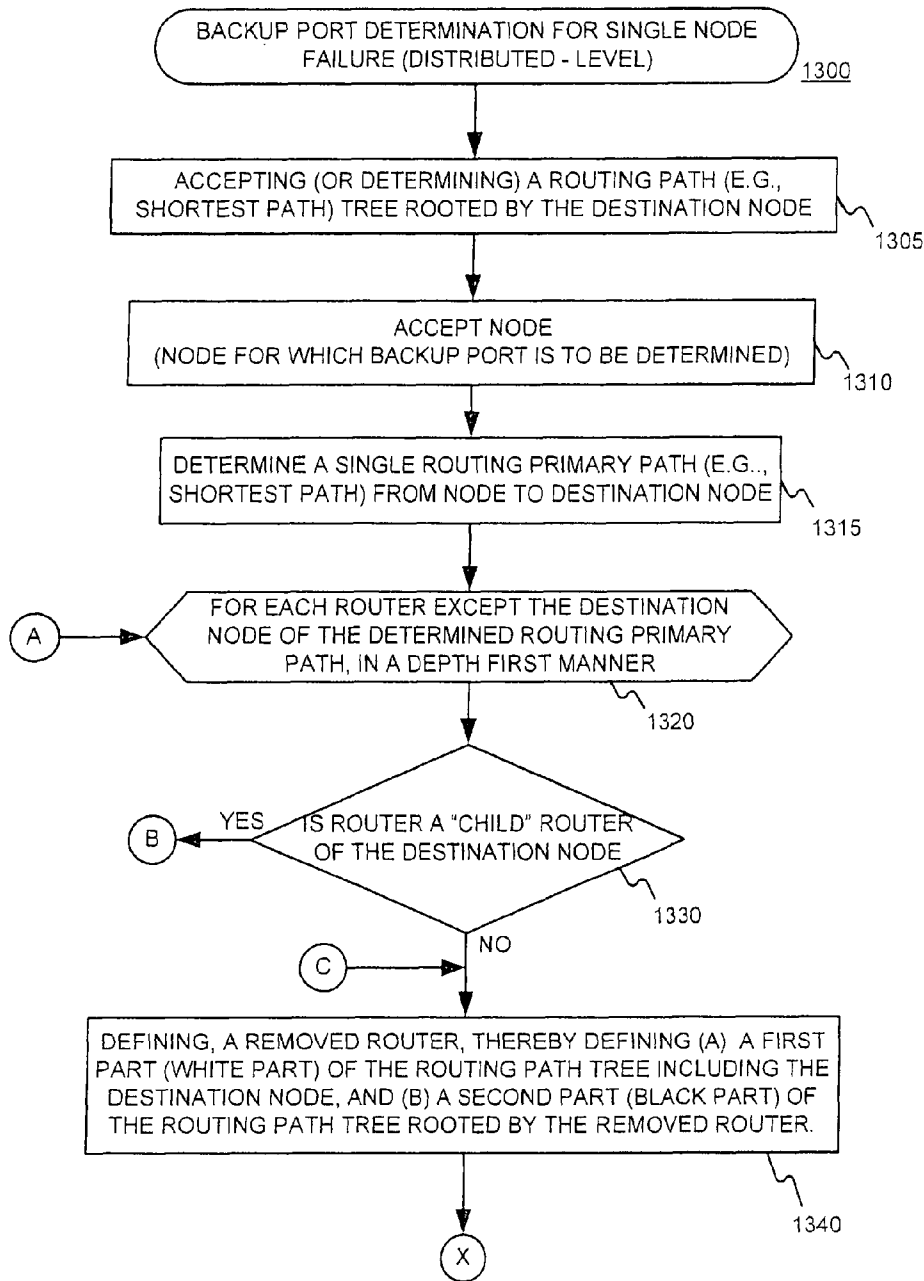 BACKUP PORT DETERMINATION FOR SINGLE NODE
FAILURE (DISTRIBUTED - LEVEL)
1300
ACCEPTING (OR DETERMINING) A ROUTING PATH (E.G.,
SHORTEST PATH) TREE ROOTED BY THE DESTINATION NODE
1305
ACCEPT NODE
(NODE FOR WHICH BACKUP PORT IS TO BE DETERMINED)
1310
DETERMINE A SINGLE ROUTING PRIMARY PATH (E.G..,
SHORTEST PATH) FROM NODE TO DESTINATION NODE
1315
A
FOR EACH ROUTER EXCEPT THE DESTINATION
NODE OF THE DETERMINED ROUTING PRIMARY
PATH, IN A DEPTH FIRST MANNER
1320
B
YES
IS ROUTER A "CHILD" ROUTER
OF THE DESTINATION NODE
1330
NO
C
DEFINING, A REMOVED ROUTER, THEREBY DEFINING (A) A FIRST
PART (WHITE PART) OF THE ROUTING PATH TREE INCLUDING THE
DESTINATION NODE, AND (B) A SECOND PART (BLACK PART) OF
THE ROUTING PATH TREE ROOTED BY THE REMOVED ROUTER.
1340
X